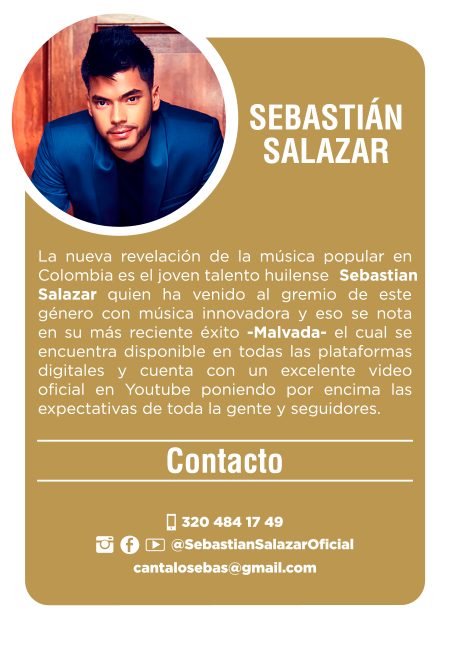 SEBASTIÁN
SALAZAR
La nueva revelación de la música popular en
Colombia es el joven talento huilense Sebastian
Salazar quien ha venido al gremio de este
género con música innovadora y eso se nota
en su más reciente éxito -Malvada- el cual se
encuentra disponible en todas las plataformas
digitales y cuenta con un excelente video
oficial en Youtube poniendo por encima las
expectativas de toda la gente y seguidores.
Contacto
320 484 17 49
@SebastianSalazarOficial
cantalosebas@gmail.com